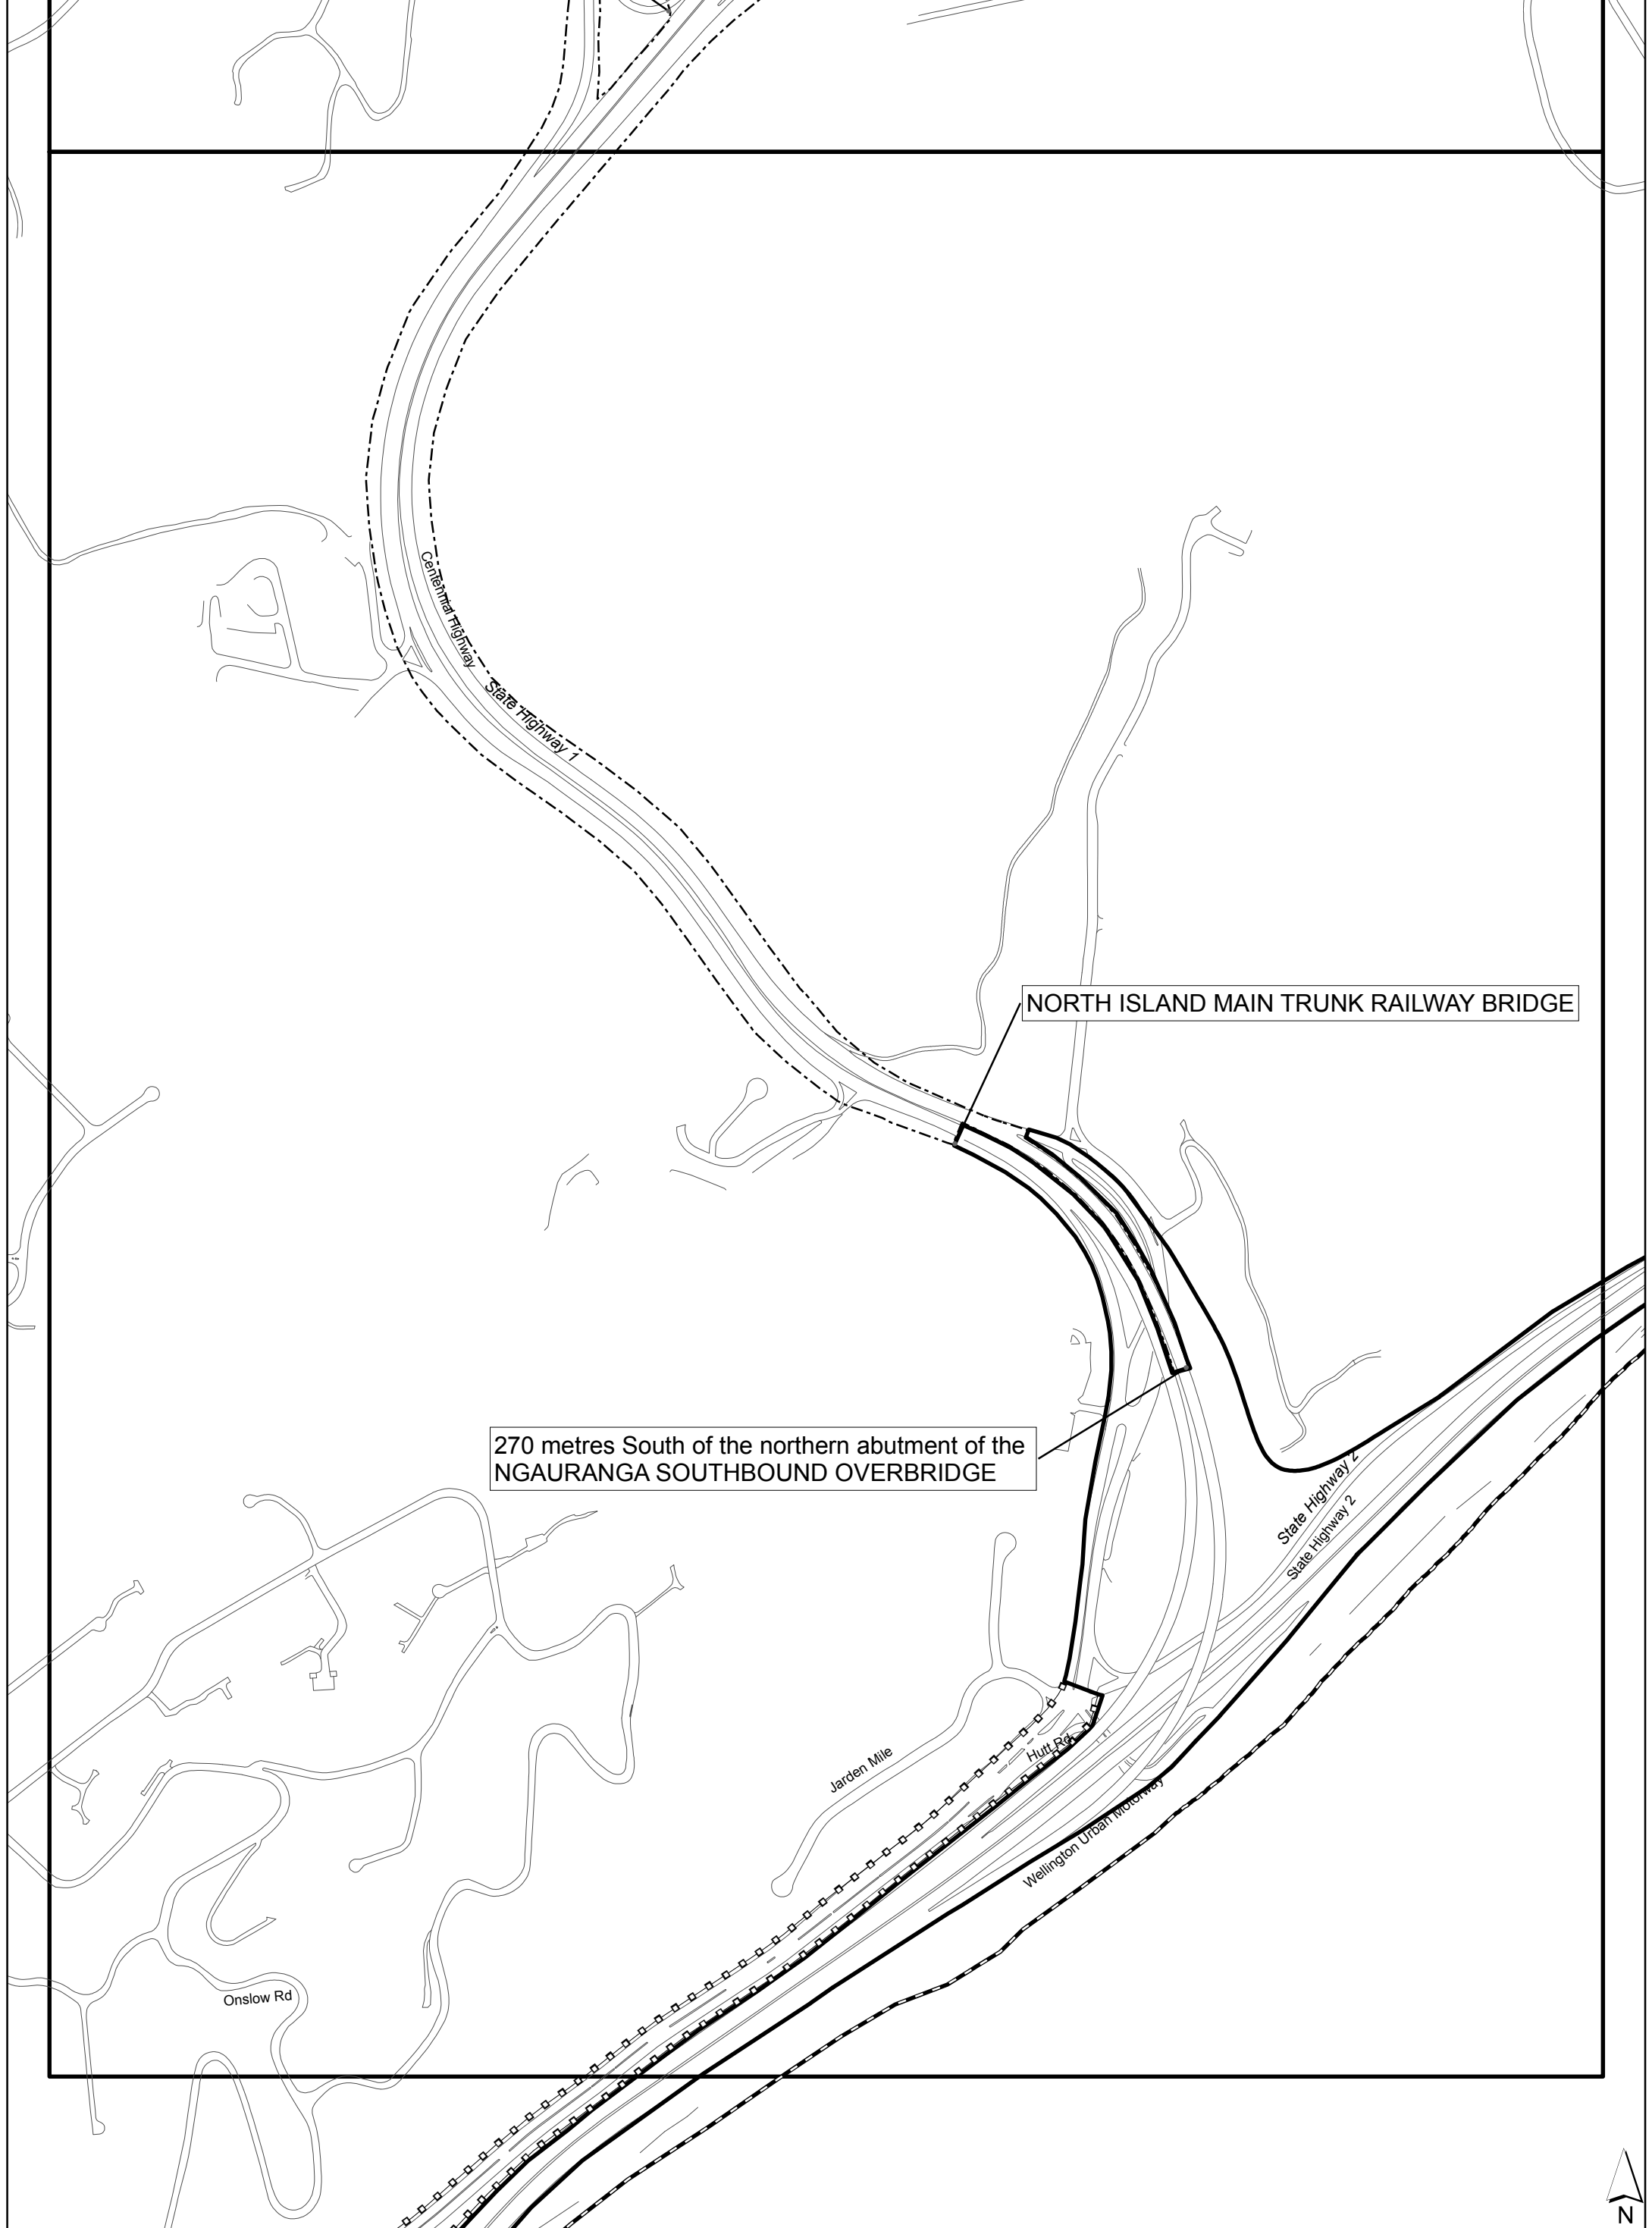 Centennial Highway
State Highway 1
NORTH ISLAND MAIN TRUNK RAILWAY BRIDGE
270 metres South of the northern abutment of the
NGAURANGA SOUTHBOUND OVERBRIDGE
State Highway 2
State Highway 2
Hutt Rd
Jarden Mile
Wellington Urban Motorway
Onslow Rd
N